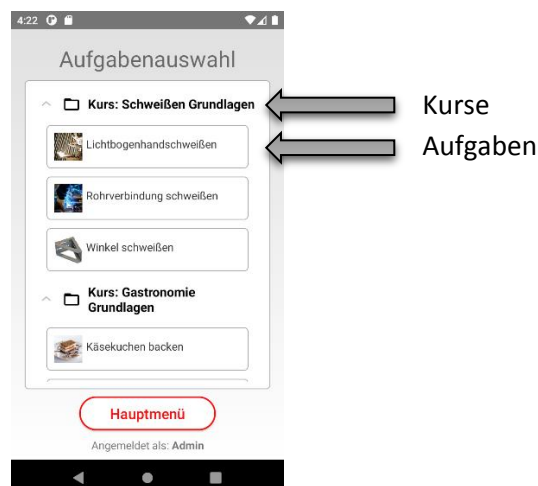 4:22
Aufgabenauswahl
Kurs: Schweißen Grundlagen
Kurse
Lichtbogenhandschweißen
Aufgaben
Rohrverbindung schweißen
Winkel schweißen
Kurs: Gastronomie
Grundlagen
Käsekuchen backen
Hauptmenü
Angemeldet als: Admin